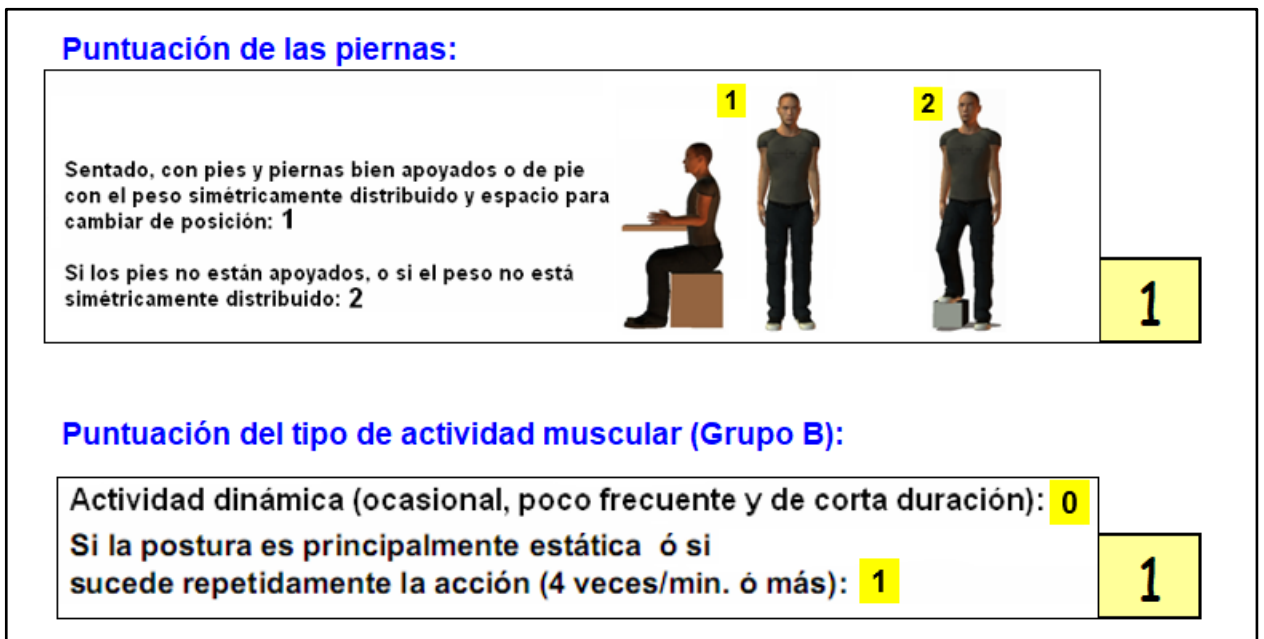 Puntuación de las piernas:
1
2
Sentado, con pies y piernas bien apoyados o de pie
con el peso simétricamente distribuido y espacio para
cambiar de posición: 1
Si los pies no están apoyados, o si el peso no está
simétricamente distribuido: 2
1
Puntuación del tipo de actividad muscular (Grupo B):
Actividad dinámica (ocasional, poco frecuente y de corta duración): 0
Si la postura es principalmente estática ó si
sucede repetidamente la acción (4 veces/min. ó más): 1
1